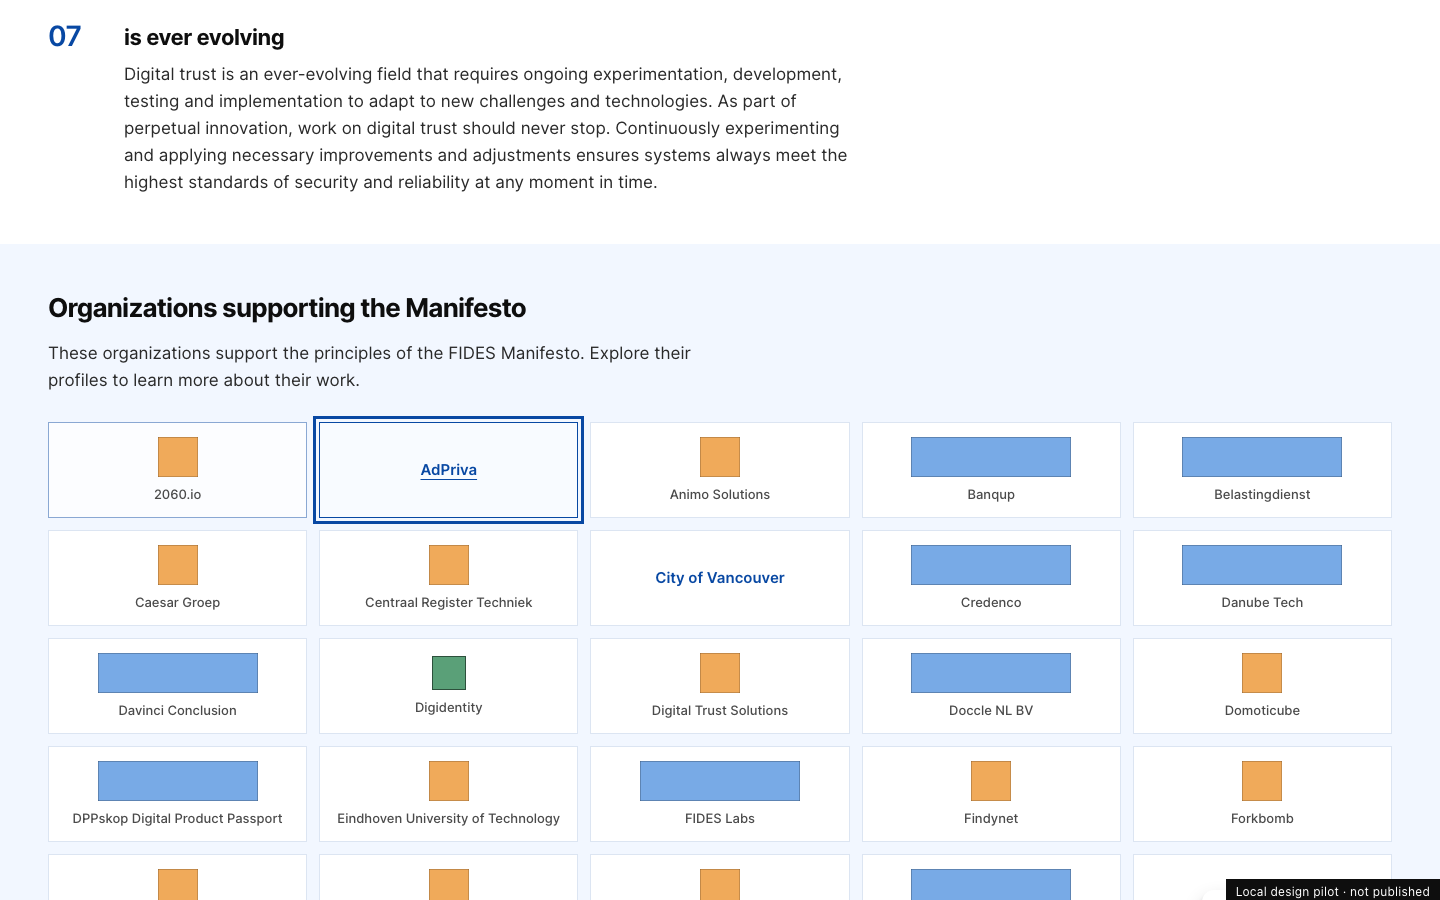 07
is ever evolving
Digital trust is an ever-evolving field that requires ongoing experimentation, development,
testing and implementation to adapt to new challenges and technologies. As part of
perpetual innovation, work on digital trust should never stop. Continuously experimenting
and applying necessary improvements and adjustments ensures systems always meet the
highest standards of security and reliability at any moment in time.
Organizations supporting the Manifesto
These organizations support the principles of the FIDES Manifesto. Explore their
profiles to learn more about their work.
2060.io
AdPriva
Animo Solutions
Banqup
Belastingdienst
Caesar Groep
Centraal Register Techniek
City of Vancouver
Credenco
Danube Tech
Davinci Conclusion
Digidentity
Digital Trust Solutions
Doccle NL BV
Domoticube
DPPskop Digital Product Passport
Eindhoven University of Technology
FIDES Labs
Findynet
Forkbomb
Local design pilot · not published